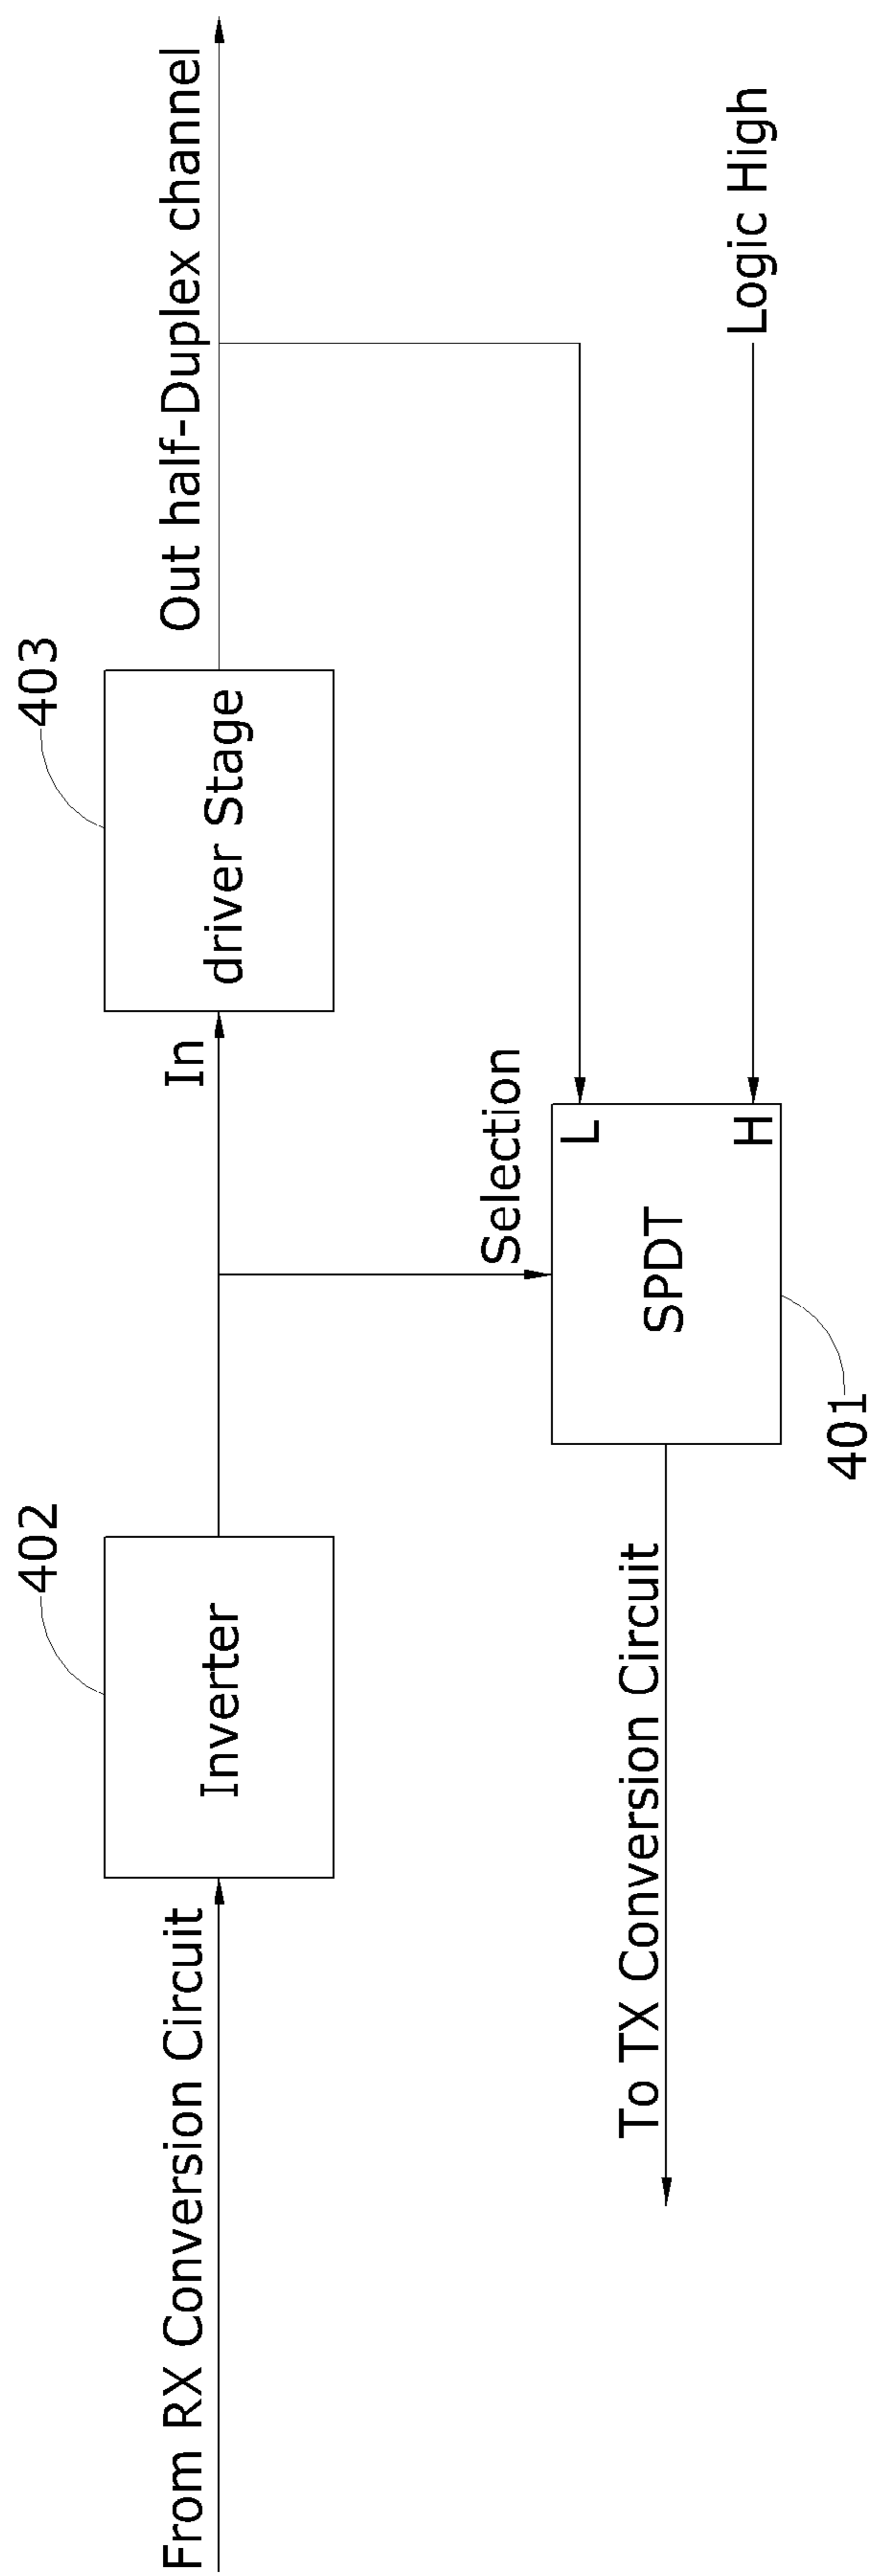 402
403
From RX Conversion Circuit
Inverter
In
driver Stage
Out half-Duplex channel
Selection
L
To TX Conversion Circuit
SPDT
H
Logic High
401